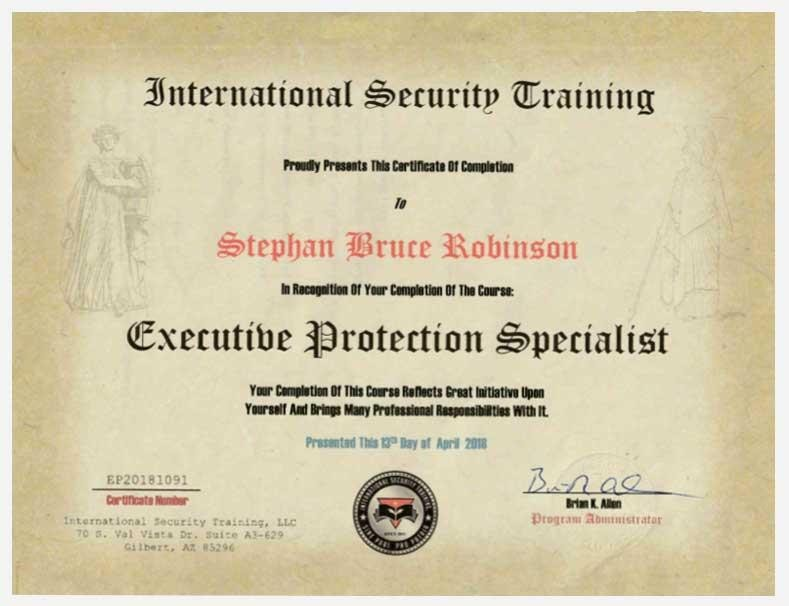 International Security Training
Proudly Presents This Certificate Of Completion
To
Stephan Bruce Robinson
In Recognition Of Your Completion Of The Course:
Executive Protection Specialist
Your Completion Of This Course Reflects Great Initiative Upon
Yourself And Brings Many Professional Responsibilities With It.
Presented This 13th Day of April 2018
EP20181091
Certificate Number
International Security Training, LLC
70 S. Val Vista Dr. Suite A3-629
Gilbert, AZ 85296
INTERNATIONAL SECURITY TRAINING
Brian K. Allen
Program Administrator